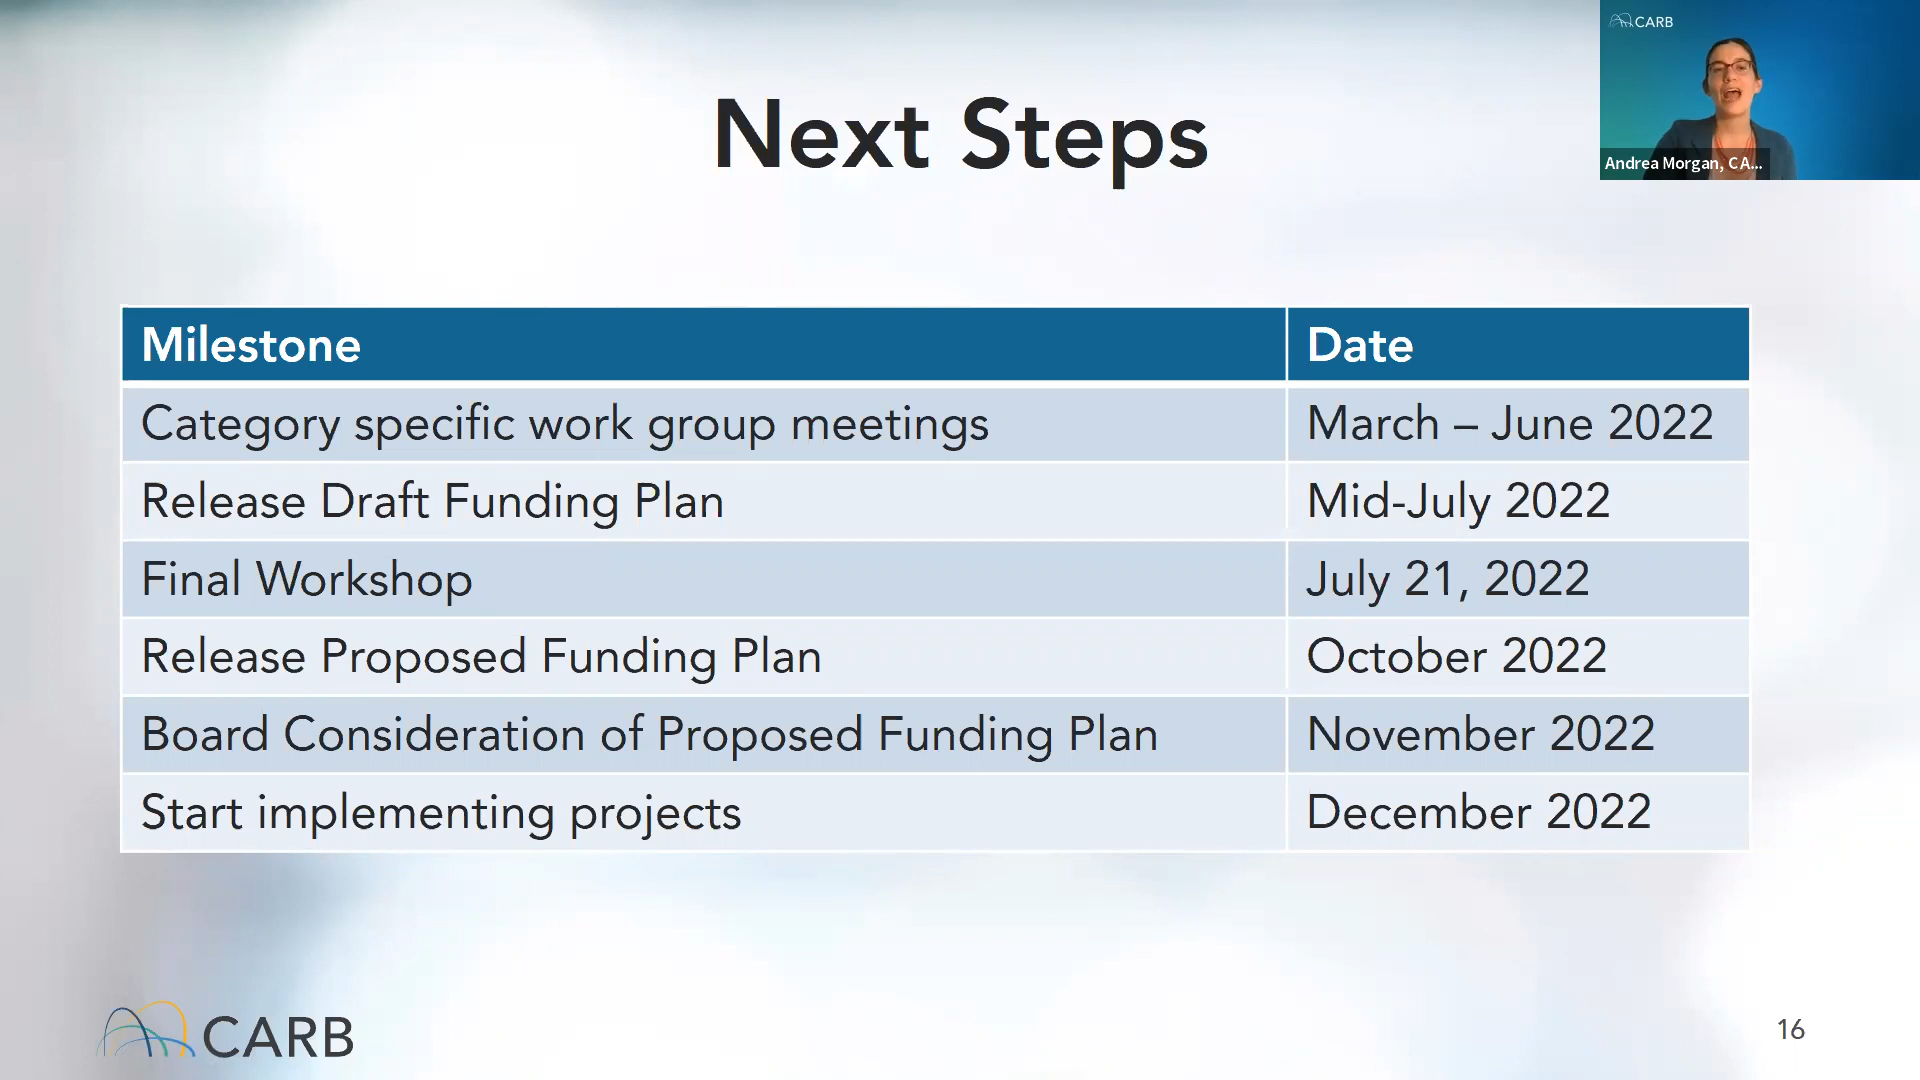 CARB
Next Steps
Andrea Morgan, CA...
Milestone Date
Category specific work group meetings March – June 2022
Release Draft Funding Plan Mid-July 2022
Final Workshop July 21, 2022
Release Proposed Funding Plan October 2022
Board Consideration of Proposed Funding Plan November 2022
Start implementing projects December 2022
CARB
16